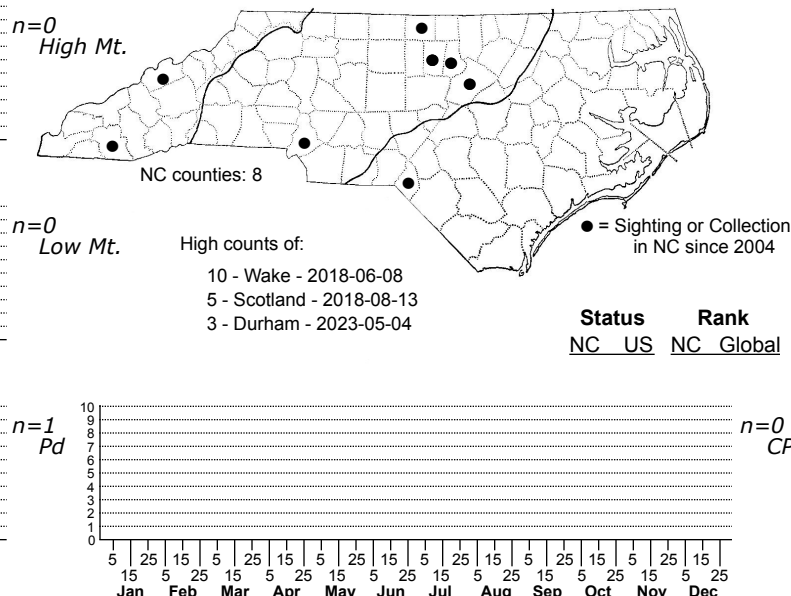 n=0
High Mt.
NC counties: 8
n=0
Low Mt.
High counts of:
10 - Wake - 2018-06-08
5 - Scotland - 2018-08-13
3 - Durham - 2023-05-04
● = Sighting or Collection
in NC since 2004
Status Rank
NC US NC Global
n=1
Pd
n=0
CP
10
9
8
7
6
5
4
3
2
1
0
5 25 15 5 25 15 5 25 15 5 25 15 5 25 15 5 25 15
15 5 25 15 5 25 15 5 25 15 5 25 15 5 25 15 5 25
Jan Feb Mar Apr May Jun Jul Aug Sep Oct Nov Dec